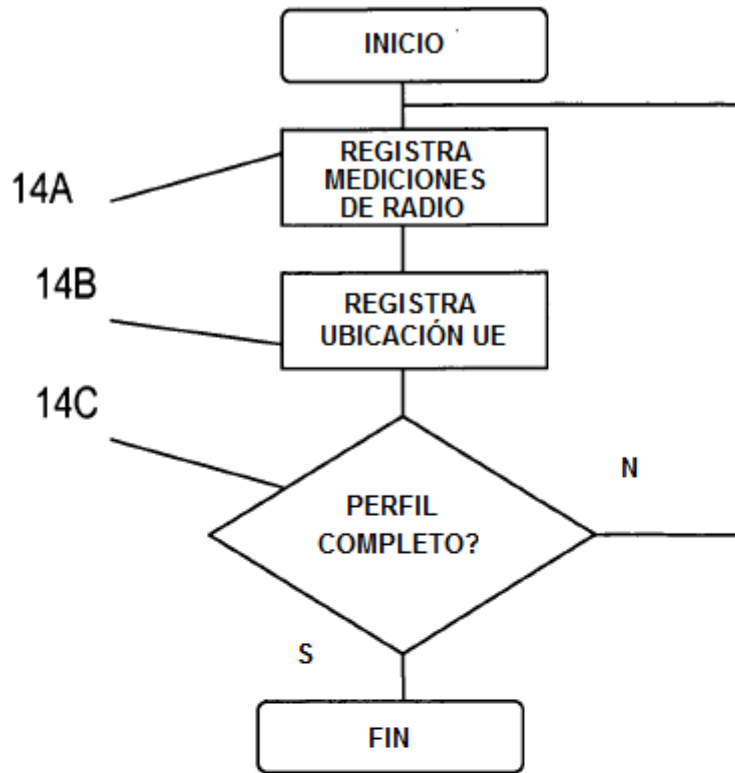 INICIO
14A
REGISTRA
MEDICIONES
DE RADIO
14B
REGISTRA
UBICACIÓN UE
14C
PERFIL
COMPLETO?
N
S
FIN